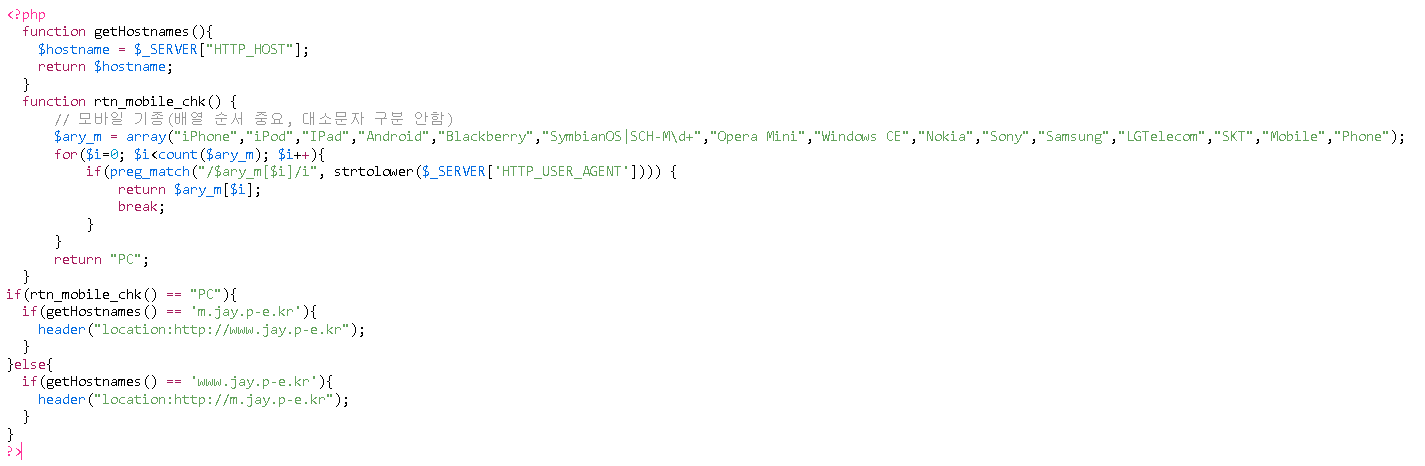 <?php
  function getHostnames(){
    $hostname = $_SERVER["HTTP_HOST"];
    return $hostname;
  }
  function rtn_mobile_chk() {
      // 모바일 기종(배열 순서 중요, 대소문자 구분 안함)
      $ary_m = array("iPhone","iPod","IPad","Android","Blackberry","SymbianOS|SCH-M\d+","Opera Mini","Windows CE","Nokia","Sony","Samsung","LGTelecom","SKT","Mobile","Phone");
      for($i=0; $i<count($ary_m); $i++){
          if(preg_match("/$ary_m[$i]/i", strtolower($_SERVER['HTTP_USER_AGENT']))) {
              return $ary_m[$i];
              break;
          }
      }
      return "PC";
  }
if(rtn_mobile_chk() == "PC"){
  if(getHostnames() == 'm.jay.p-e.kr'){
    header("location:http://www.jay.p-e.kr");
  }
}else{
  if(getHostnames() == 'www.jay.p-e.kr'){
    header("location:http://m.jay.p-e.kr");
  }
}
?>